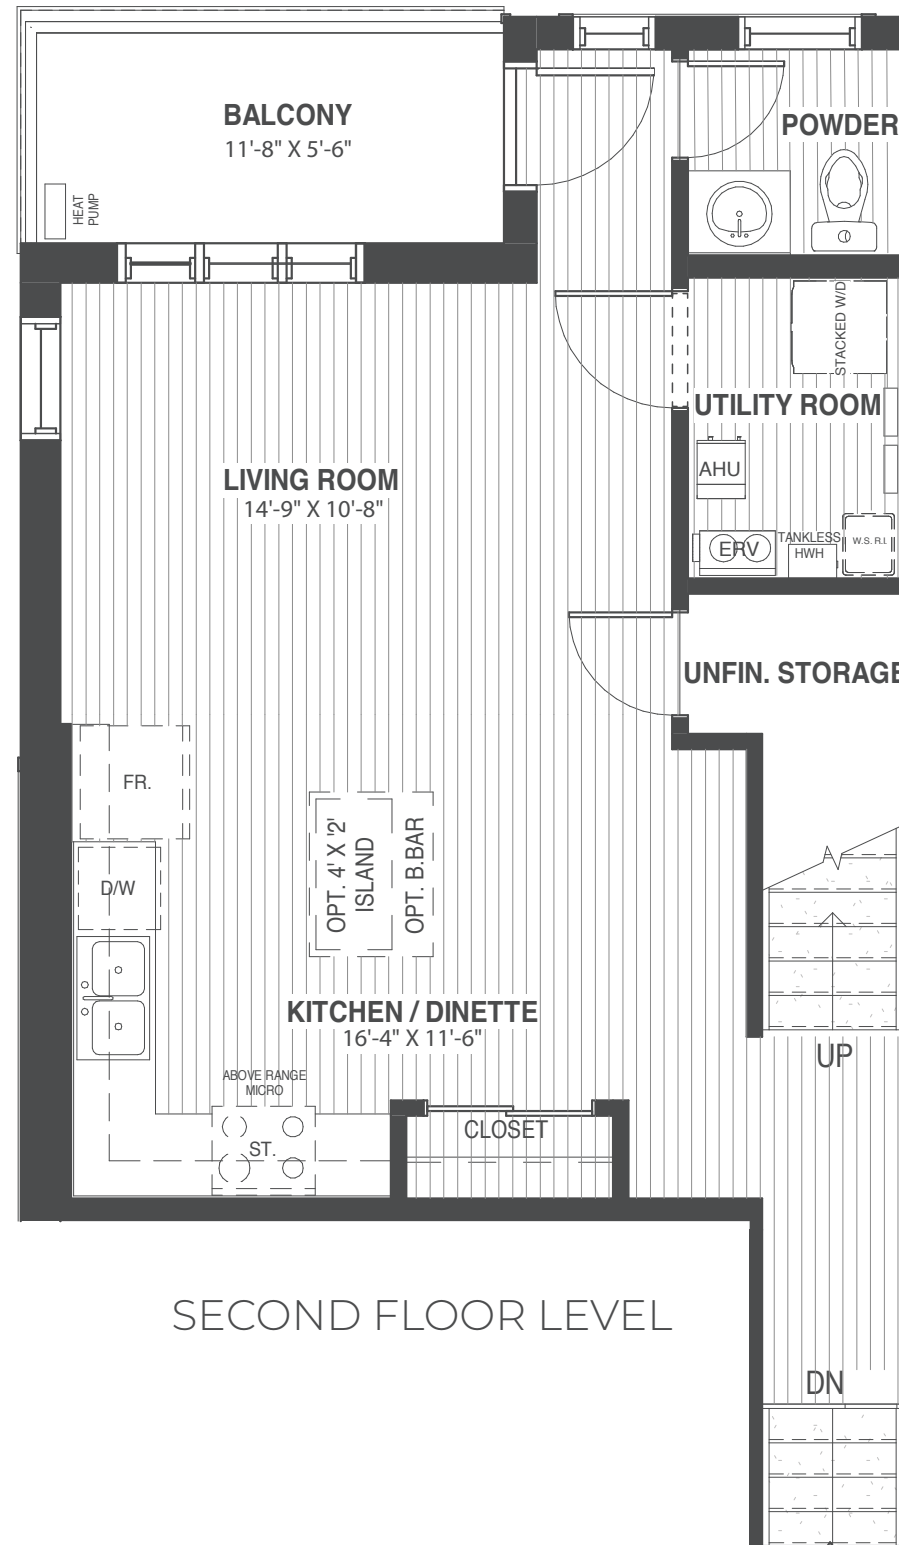 BALCONY
11'-8" X 5'-6"
HEAT
PUMP
POWDER
STACKED W/D
UTILITY ROOM
AHU
ERV
TANKLESS
HWH
W.S. R.I.
LIVING ROOM
14'-9" X 10'-8"
UNFIN. STORAGE
FR.
D/W
OPT. 4' X '2'
ISLAND
OPT. B.BAR
KITCHEN / DINETTE
16'-4" X 11'-6"
ABOVE RANGE
MICRO
ST.
CLOSET
UP
DN
SECOND FLOOR LEVEL